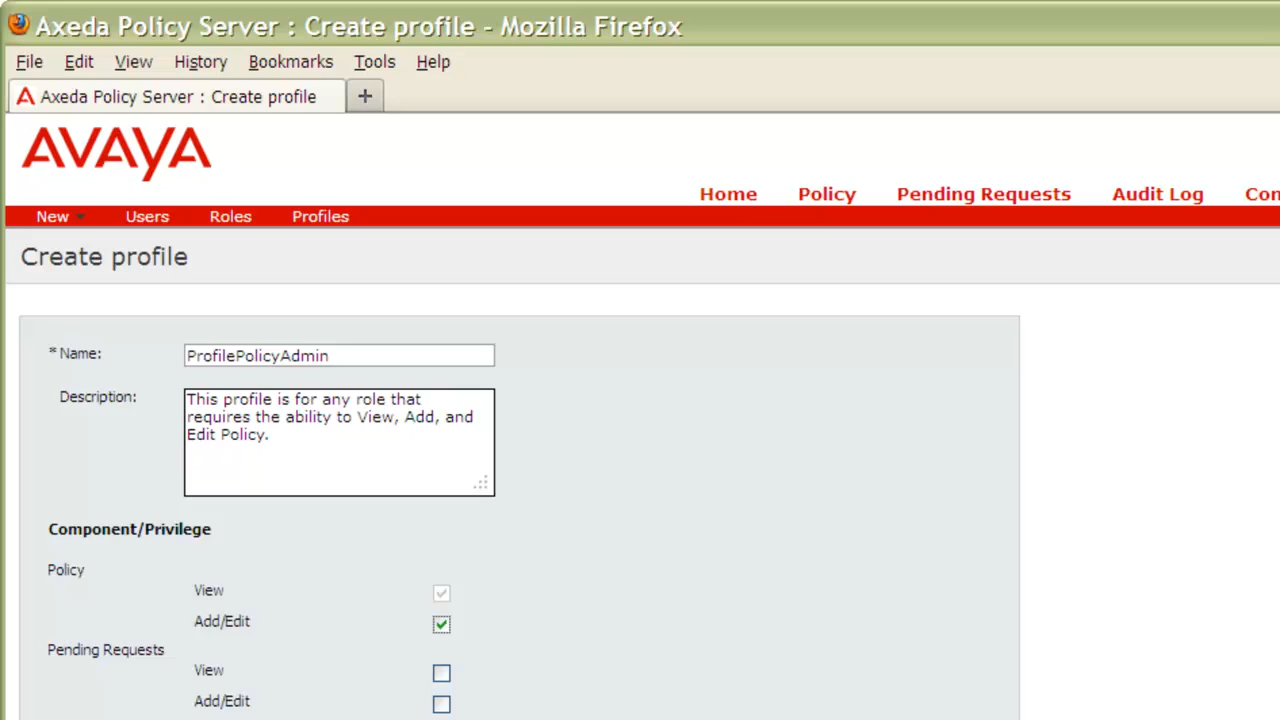 Axeda Policy Server : Create profile - Mozilla Firefox
File Edit View History Bookmarks Tools Help
Axeda Policy Server : Create profile +
AVAYA
Home Policy Pending Requests Audit Log Con
New Users Roles Profiles
Create profile
* Name: ProfilePolicyAdmin
Description: This profile is for any role that
requires the ability to View, Add, and
Edit Policy.
Component/Privilege
Policy
View
Add/Edit
Pending Requests
View
Add/Edit